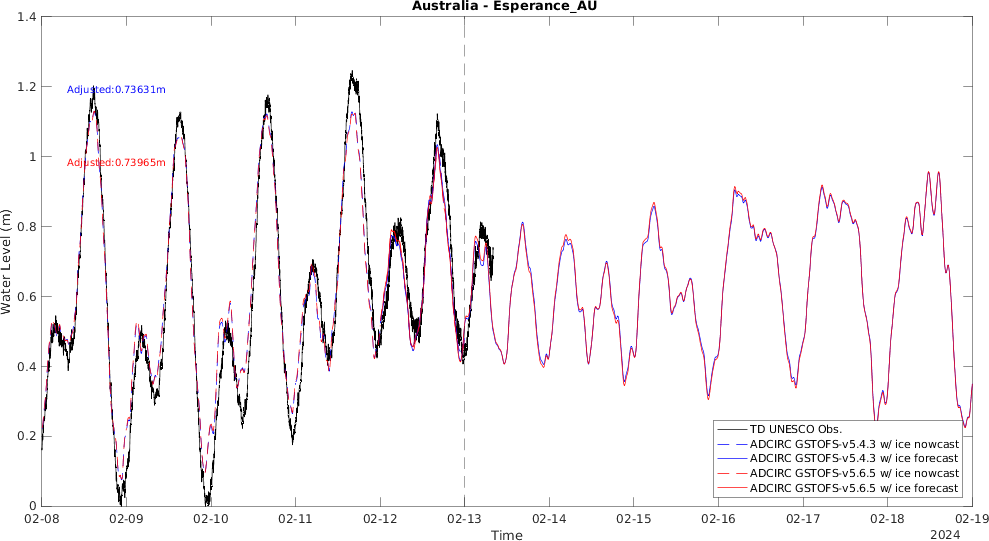 Australia - Esperance_AU
1.4
1.2
1
0.8
0.6
0.4
0.2
0
Water Level (m)
Adjusted:0.73631m
Adjusted:0.73965m
TD UNESCO Obs.
ADCIRC GSTOFS-v5.4.3 w/ ice nowcast
ADCIRC GSTOFS-v5.4.3 w/ ice forecast
ADCIRC GSTOFS-v5.6.5 w/ ice nowcast
ADCIRC GSTOFS-v5.6.5 w/ ice forecast
02-08 02-09 02-10 02-11 02-12 02-13 02-14 02-15 02-16 02-17 02-18 02-19
Time
2024